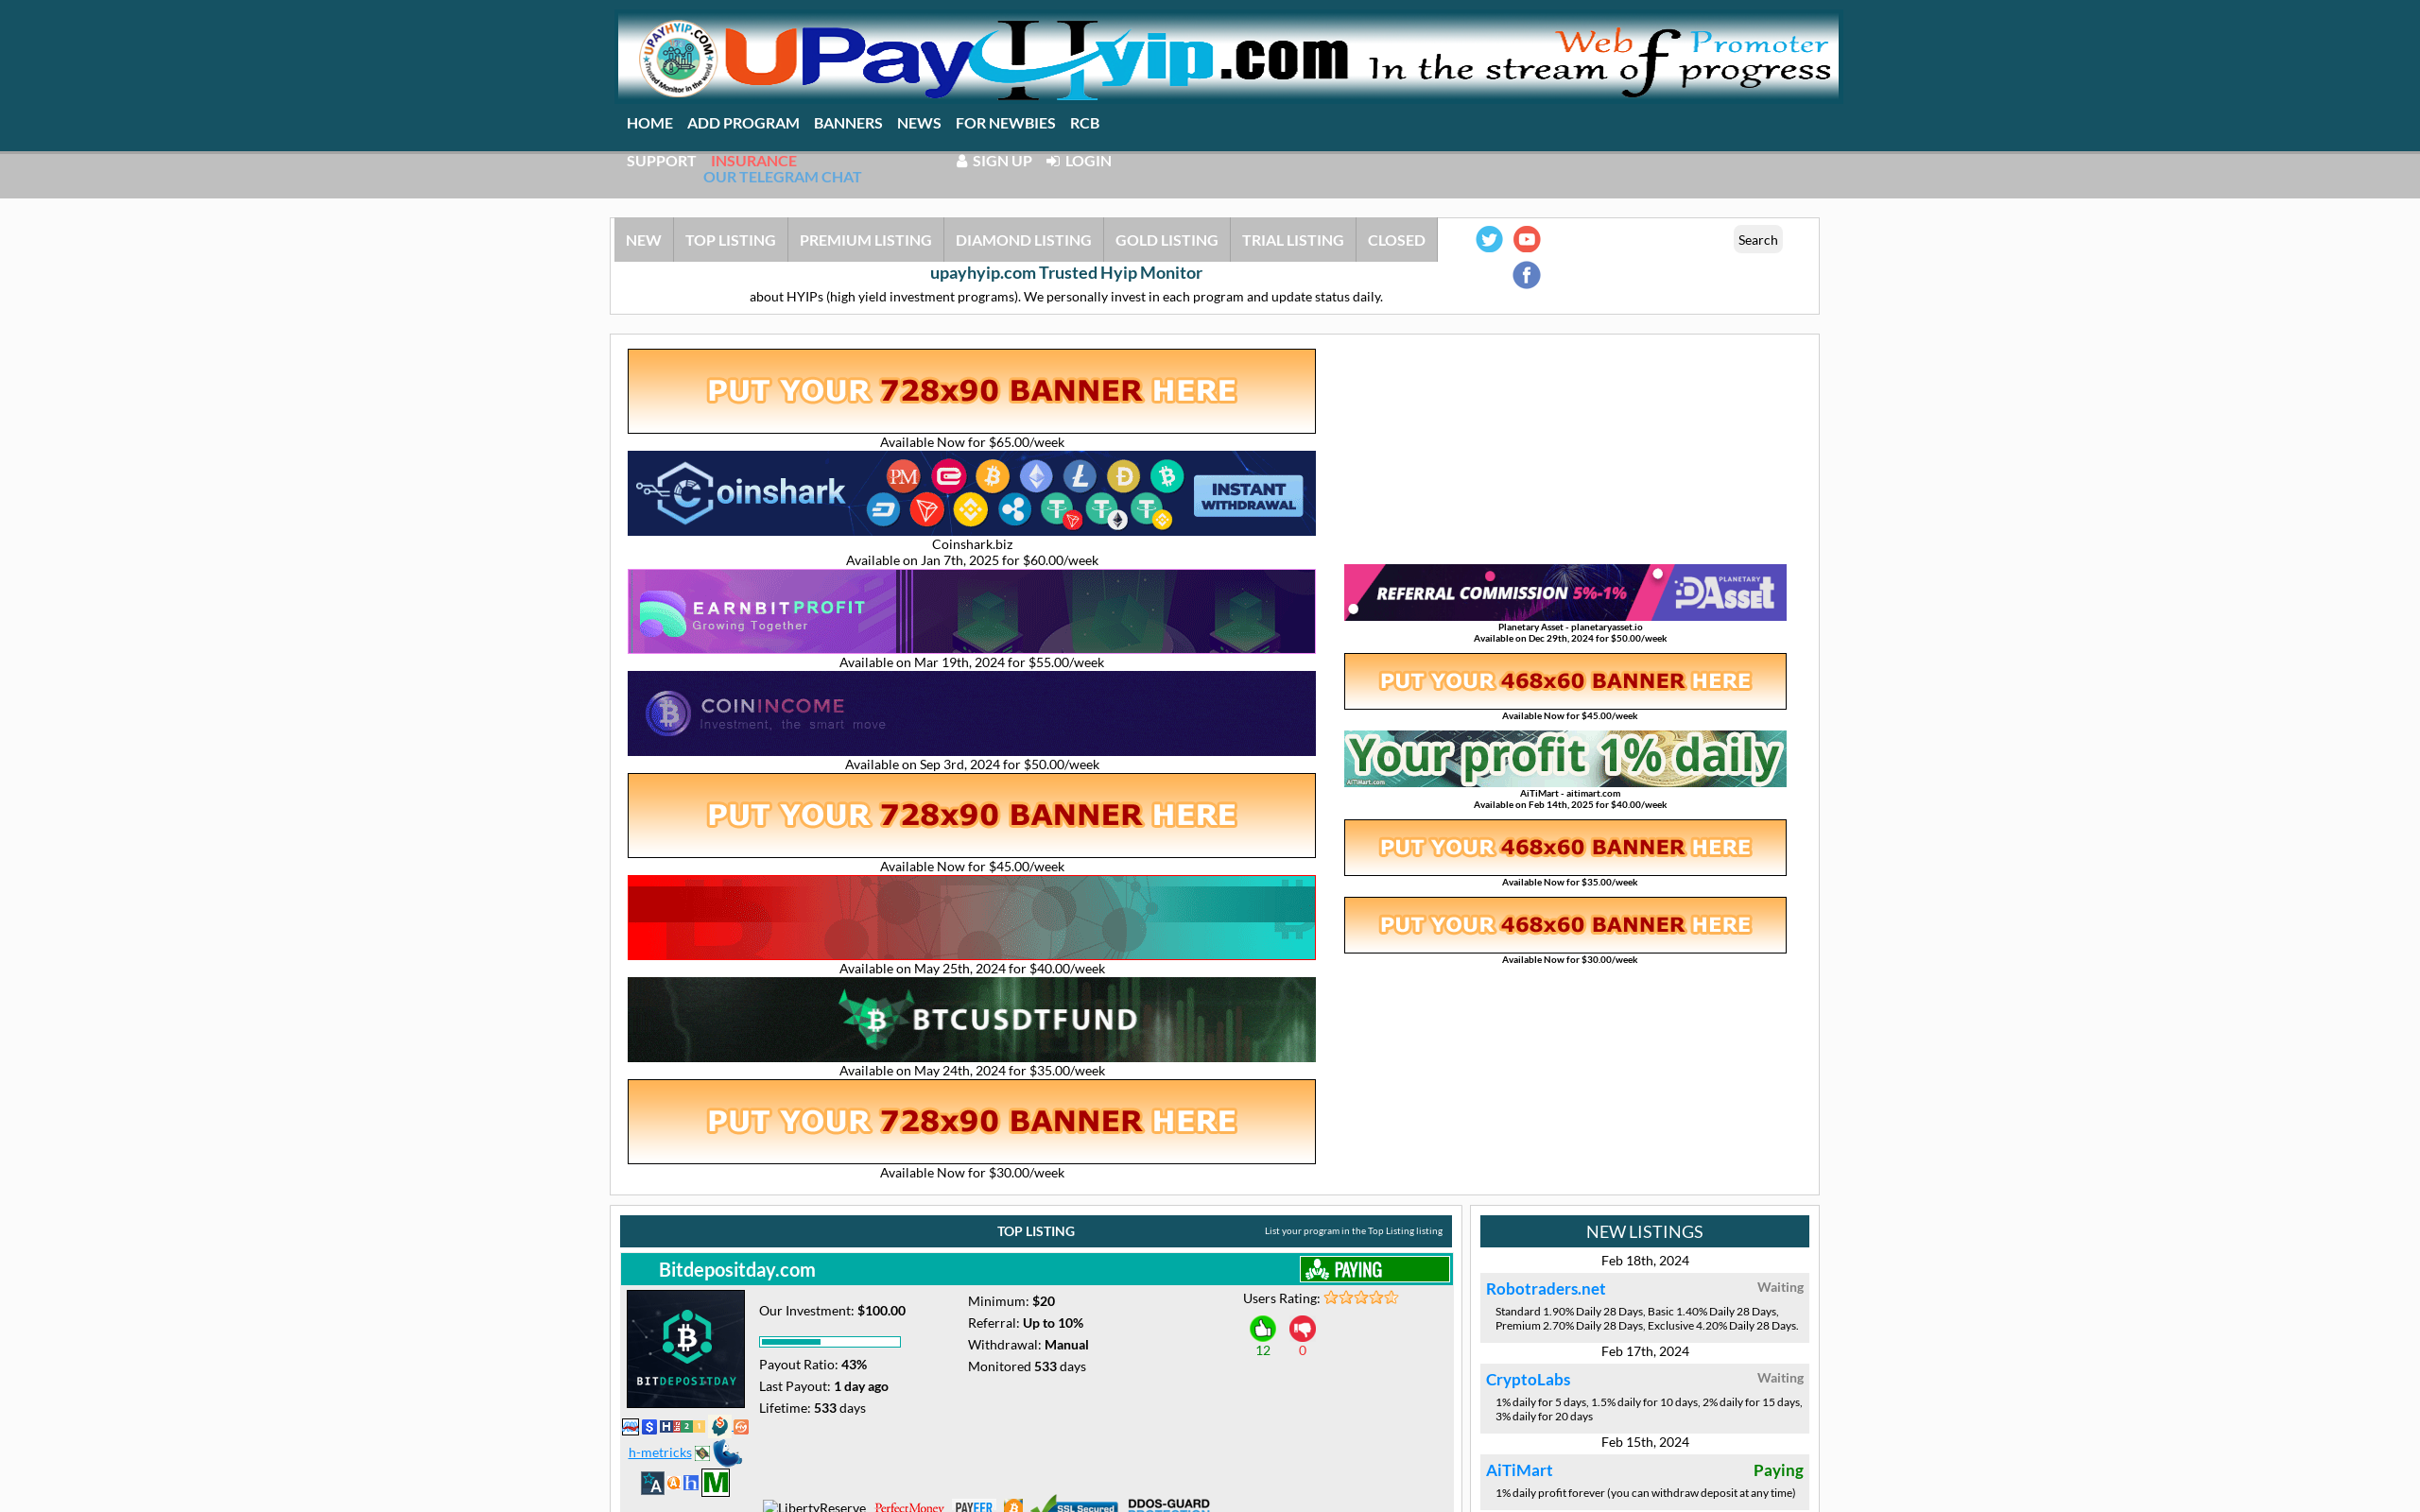 UPAYHYIP.COM
Trusted Monitor in the world
UPayHyip.com
Web Promoter
In the stream of progress
HOME ADD PROGRAM BANNERS NEWS FOR NEWBIES RCB
SUPPORT INSURANCE SIGN UP LOGIN
OUR TELEGRAM CHAT
NEW TOP LISTING PREMIUM LISTING DIAMOND LISTING GOLD LISTING TRIAL LISTING CLOSED
Search
upayhyip.com Trusted Hyip Monitor
about HYIPs (high yield investment programs). We personally invest in each program and update status daily.
PUT YOUR 728x90 BANNER HERE
Available Now for $65.00/week
Coinshark
INSTANT
WITHDRAWAL
Coinshark.biz
Available on Jan 7th, 2025 for $60.00/week
EARNBITPROFIT
Growing Together
Available on Mar 19th, 2024 for $55.00/week
COININCOME
Investment, the smart move
Available on Sep 3rd, 2024 for $50.00/week
PUT YOUR 728x90 BANNER HERE
Available Now for $45.00/week
Available on May 25th, 2024 for $40.00/week
BTCUSDTFUND
Available on May 24th, 2024 for $35.00/week
PUT YOUR 728x90 BANNER HERE
Available Now for $30.00/week
REFERRAL COMMISSION 5%-1%
PLANETARY
Asset
Planetary Asset - planetaryasset.io
Available on Dec 29th, 2024 for $50.00/week
PUT YOUR 468x60 BANNER HERE
Available Now for $45.00/week
Your profit 1% daily
AiTiMart.com
AiTiMart - aitimart.com
Available on Feb 14th, 2025 for $40.00/week
PUT YOUR 468x60 BANNER HERE
Available Now for $35.00/week
PUT YOUR 468x60 BANNER HERE
Available Now for $30.00/week
TOP LISTING
List your program in the Top Listing listing
Bitdepositday.com
PAYING
BITDEPOSITDAY
Our Investment: $100.00
Payout Ratio: 43%
Last Payout: 1 day ago
Lifetime: 533 days
Minimum: $20
Referral: Up to 10%
Withdrawal: Manual
Monitored 533 days
Users Rating:
12 0
h-metricks
LibertyReserve PerfectMoney PAYEER SSL Secured DDOS-GUARD
NEW LISTINGS
Feb 18th, 2024
Robotraders.net Waiting
Standard 1.90% Daily 28 Days, Basic 1.40% Daily 28 Days,
Premium 2.70% Daily 28 Days, Exclusive 4.20% Daily 28 Days.
Feb 17th, 2024
CryptoLabs Waiting
1% daily for 5 days, 1.5% daily for 10 days, 2% daily for 15 days,
3% daily for 20 days
Feb 15th, 2024
AiTiMart Paying
1% daily profit forever (you can withdraw deposit at any time)